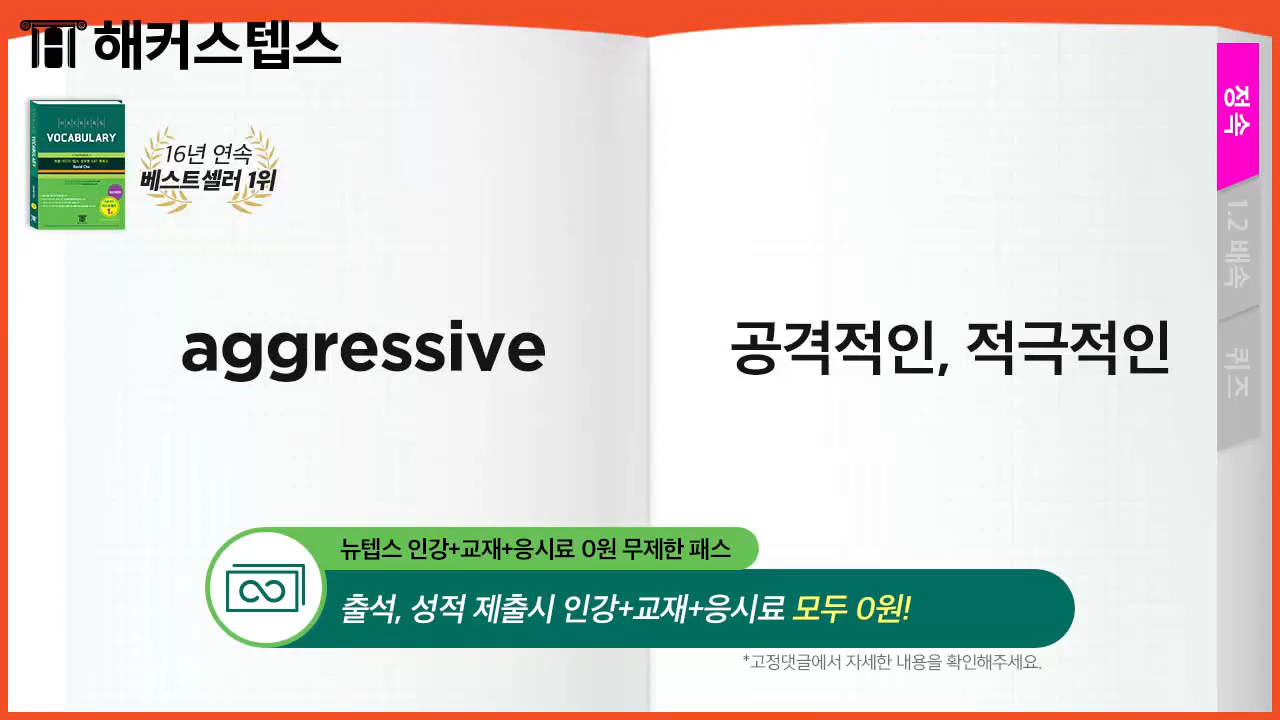 해커스텝스
HACKERS
VOCABULARY
David Cho
16년 연속
베스트셀러 1위
aggressive
공격적인, 적극적인
정속
1.2 배속
퀴즈
뉴텝스 인강+교재+응시료 0원 무제한 패스
출석, 성적 제출시 인강+교재+응시료 모두 0원!
*고정댓글에서 자세한 내용을 확인해주세요.